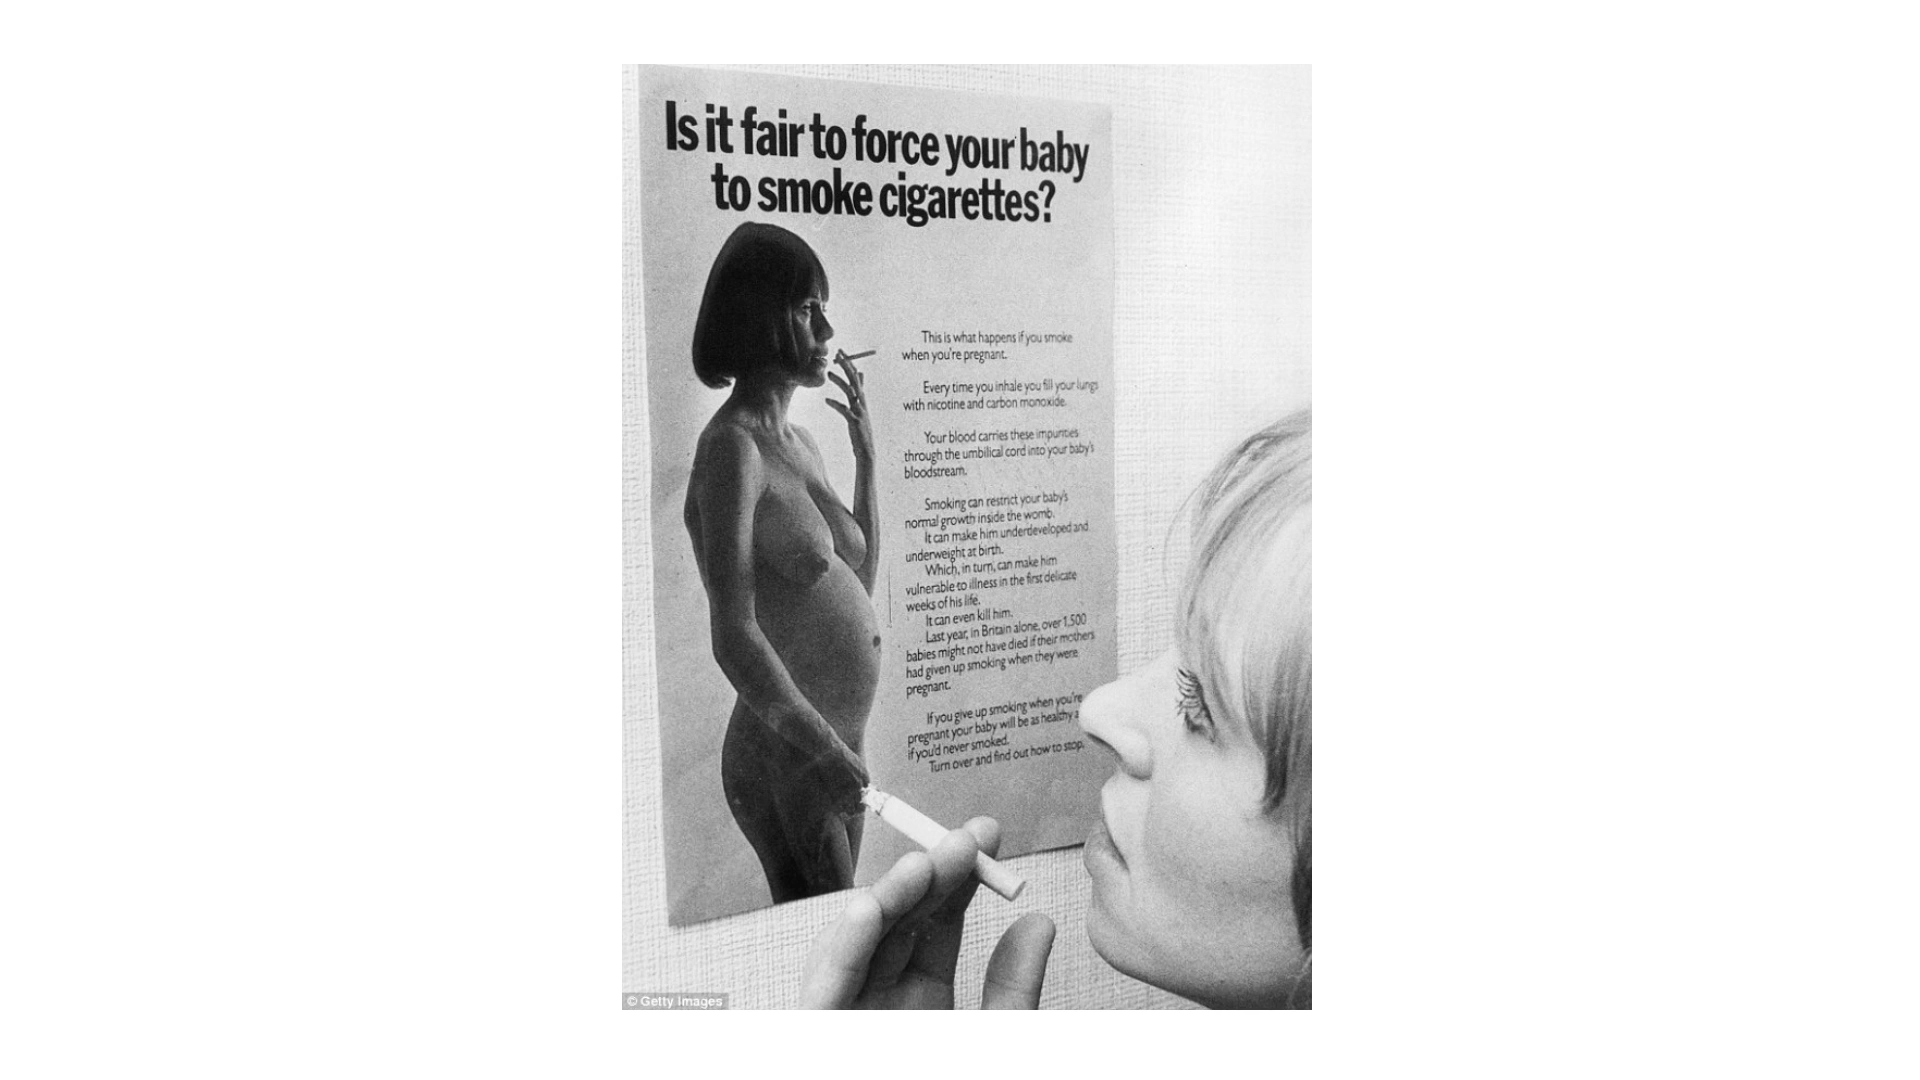 Is it fair to force your baby
to smoke cigarettes?
This is what happens if you smoke
when you're pregnant.
Every time you inhale you fill your lungs
with nicotine and carbon monoxide.
Your blood carries these impurities
through the umbilical cord into your baby's
bloodstream.
Smoking can restrict your baby's
normal growth inside the womb.
It can make him underdeveloped and
underweight at birth.
Which, in turn, can make him
vulnerable to illness in the first delicate
weeks of his life.
It can even kill him.
Last year, in Britain alone, over 1,500
babies might not have died if their mothers
had given up smoking when they were
pregnant.
If you give up smoking when you're
pregnant your baby will be as healthy a
if you'd never smoked.
Turn over and find out how to stop.
© Getty Images